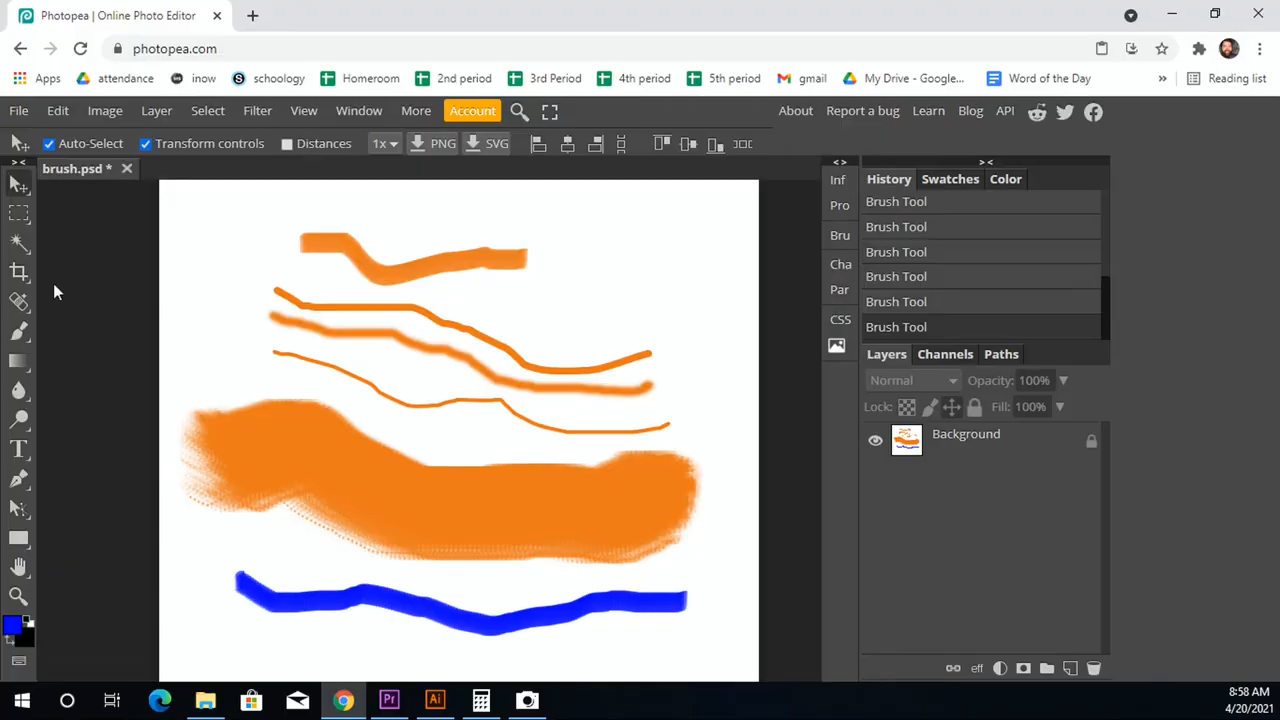 Photopea | Online Photo Editor
photopea.com
Apps attendance inow schoology Homeroom 2nd period 3rd Period 4th period 5th period gmail My Drive - Google... Word of the Day » Reading list
File Edit Image Layer Select Filter View Window More Account About Report a bug Learn Blog API
Auto-Select Transform controls Distances 1x PNG SVG
brush.psd *
Inf
Pro
Bru
Cha
Par
CSS
History Swatches Color
Brush Tool
Brush Tool
Brush Tool
Brush Tool
Brush Tool
Brush Tool
Layers Channels Paths
Normal Opacity: 100%
Lock: Fill: 100%
Background
eff
8:58 AM
4/20/2021